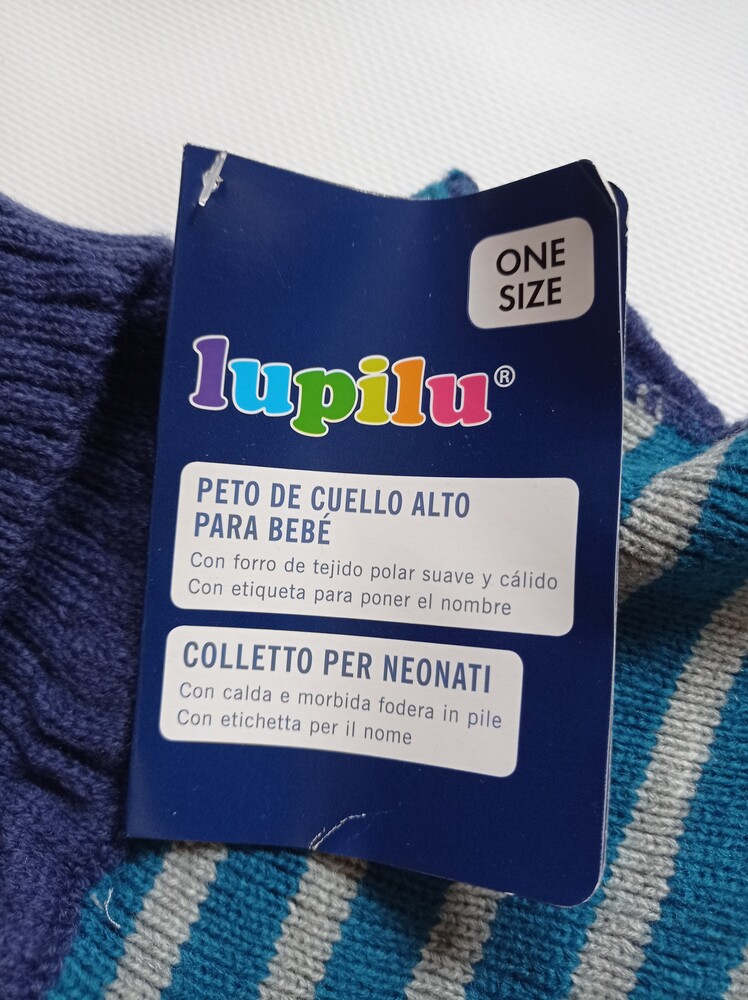 ONE
SIZE
lupilu®
PETO DE CUELLO ALTO
PARA BEBÉ
Con forro de tejido polar suave y cálido
Con etiqueta para poner el nombre
COLLETTO PER NEONATI
Con calda e morbida fodera in pile
Con etichetta per il nome